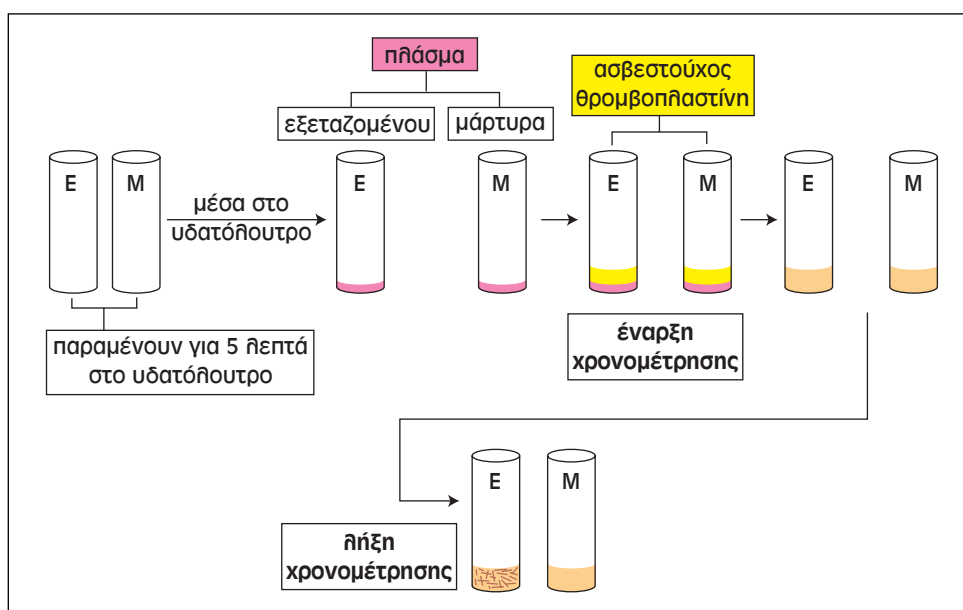 πλάσμα
εξεταζομένου
μάρτυρα
ασβεστούχος
θρομβοπλαστίνη
Ε
Μ
μέσα στο
υδατόλουτρο
Ε
Μ
Ε
Μ
Ε
Μ
παραμένουν για 5 λεπτά
στο υδατόλουτρο
έναρξη
χρονομέτρησης
Ε
Μ
λήξη
χρονομέτρησης